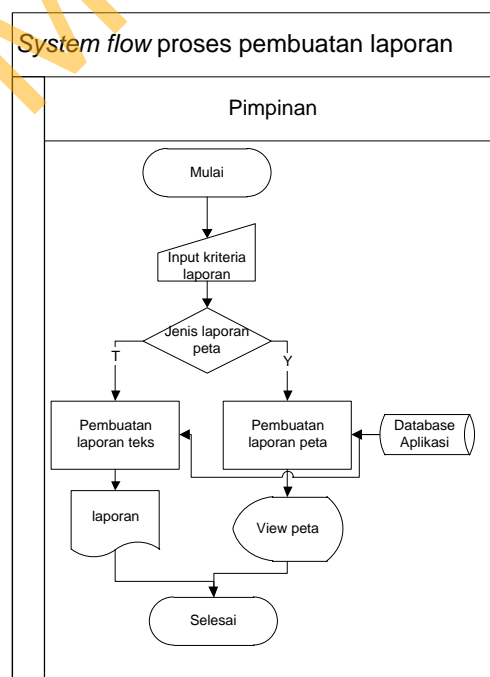 System flow proses pembuatan laporan
Pimpinan
Mulai
Input kriteria
laporan
Jenis laporan
peta
T
Y
Pembuatan
laporan teks
Pembuatan
laporan peta
Database
Aplikasi
laporan
View peta
Selesai